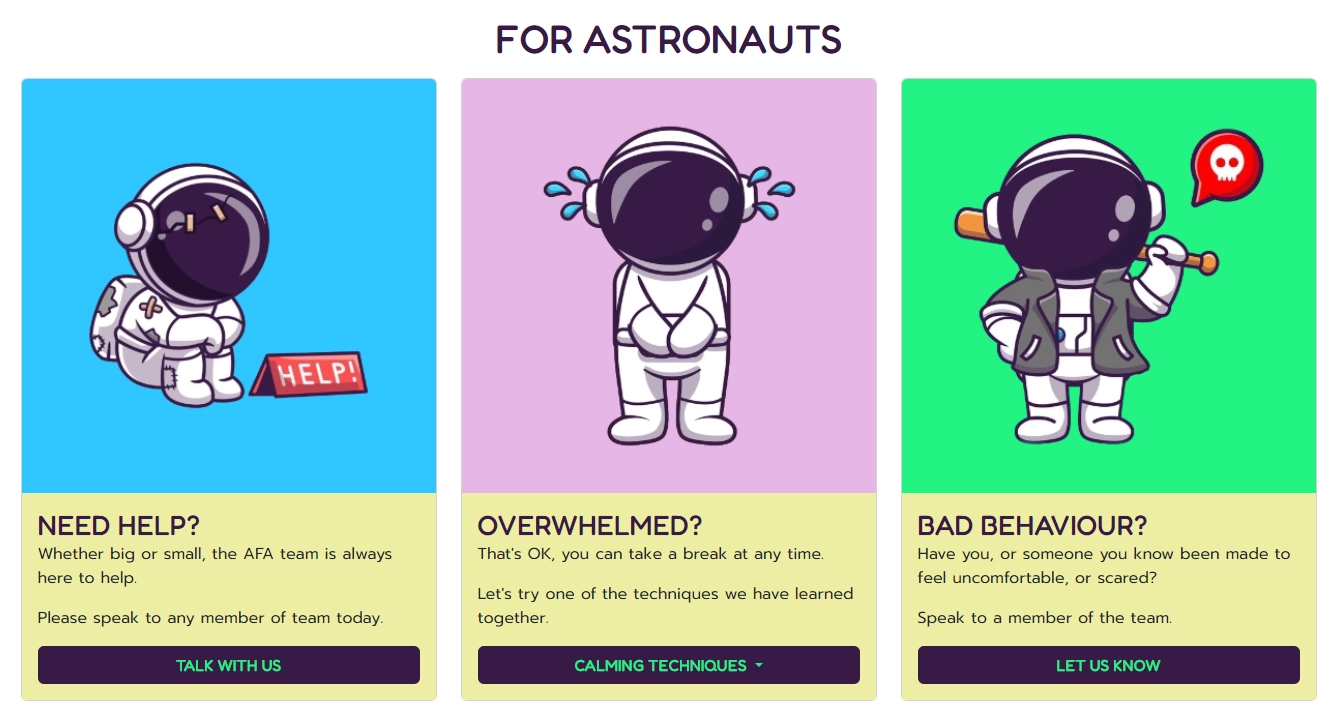 FOR ASTRONAUTS
HELP!
NEED HELP?
Whether big or small, the AFA team is always
here to help.
Please speak to any member of team today.
TALK WITH US
OVERWHELMED?
That's OK, you can take a break at any time.
Let's try one of the techniques we have learned
together.
CALMING TECHNIQUES
BAD BEHAVIOUR?
Have you, or someone you know been made to
feel uncomfortable, or scared?
Speak to a member of the team.
LET US KNOW